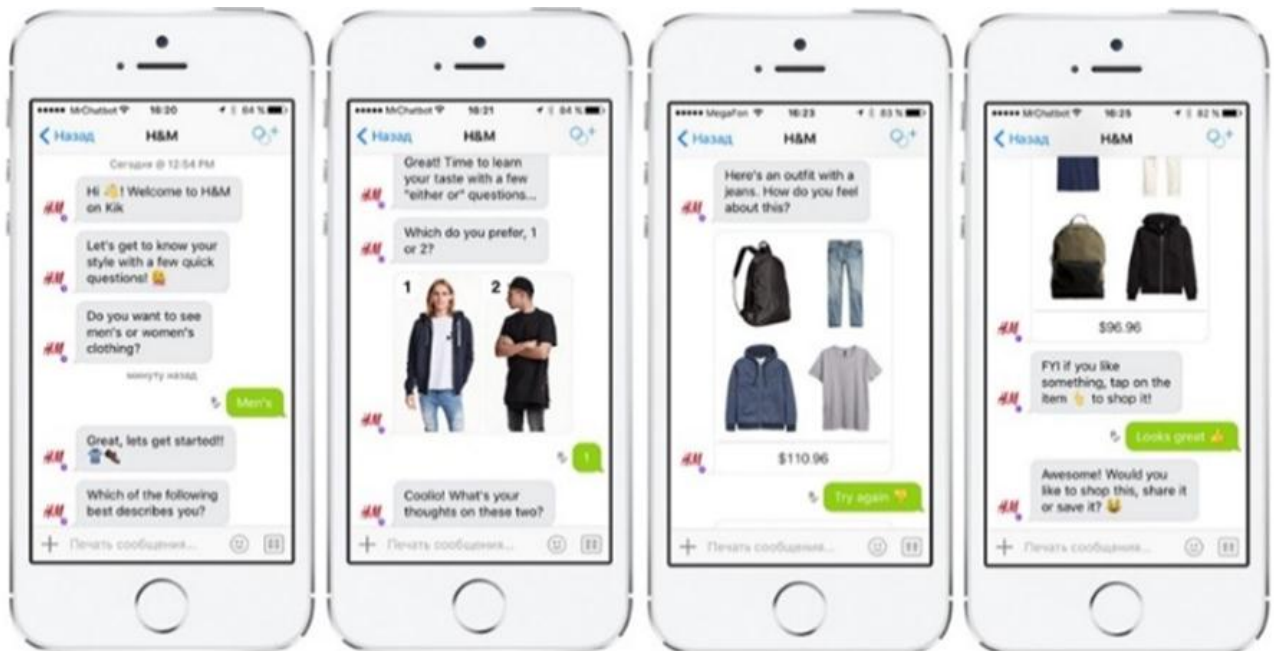 MrChatbot 16:20 84 %
Назад H&M
Сегодня @ 12:54 PM
Hi 👋! Welcome to H&M
on Kik
H&M
Let's get to know your
style with a few quick
questions! 🙋
H&M
Do you want to see
men's or women's
clothing?
H&M
минуту назад
Men's
Great, lets get started!!
👕👞
H&M
Which of the following
best describes you?
H&M
Печать сообщения...
MrChatbot 16:21 84 %
Назад H&M
Great! Time to learn
your taste with a few
"either or" questions...
H&M
Which do you prefer, 1
or 2?
H&M
1 2
H&M
1
Coolio! What's your
thoughts on these two?
H&M
Печать сообщения...
MegaFon 16:23 83 %
Назад H&M
Here's an outfit with a
jeans. How do you feel
about this?
H&M
$110.96
H&M
Try again 👎
Печать сообщения...
MrChatbot 16:25 82 %
Назад H&M
$96.96
H&M
FYI if you like
something, tap on the
item 👆 to shop it!
H&M
Looks great 👍
Awesome! Would you
like to shop this, share it
or save it? 😹
H&M
Печать сообщения...